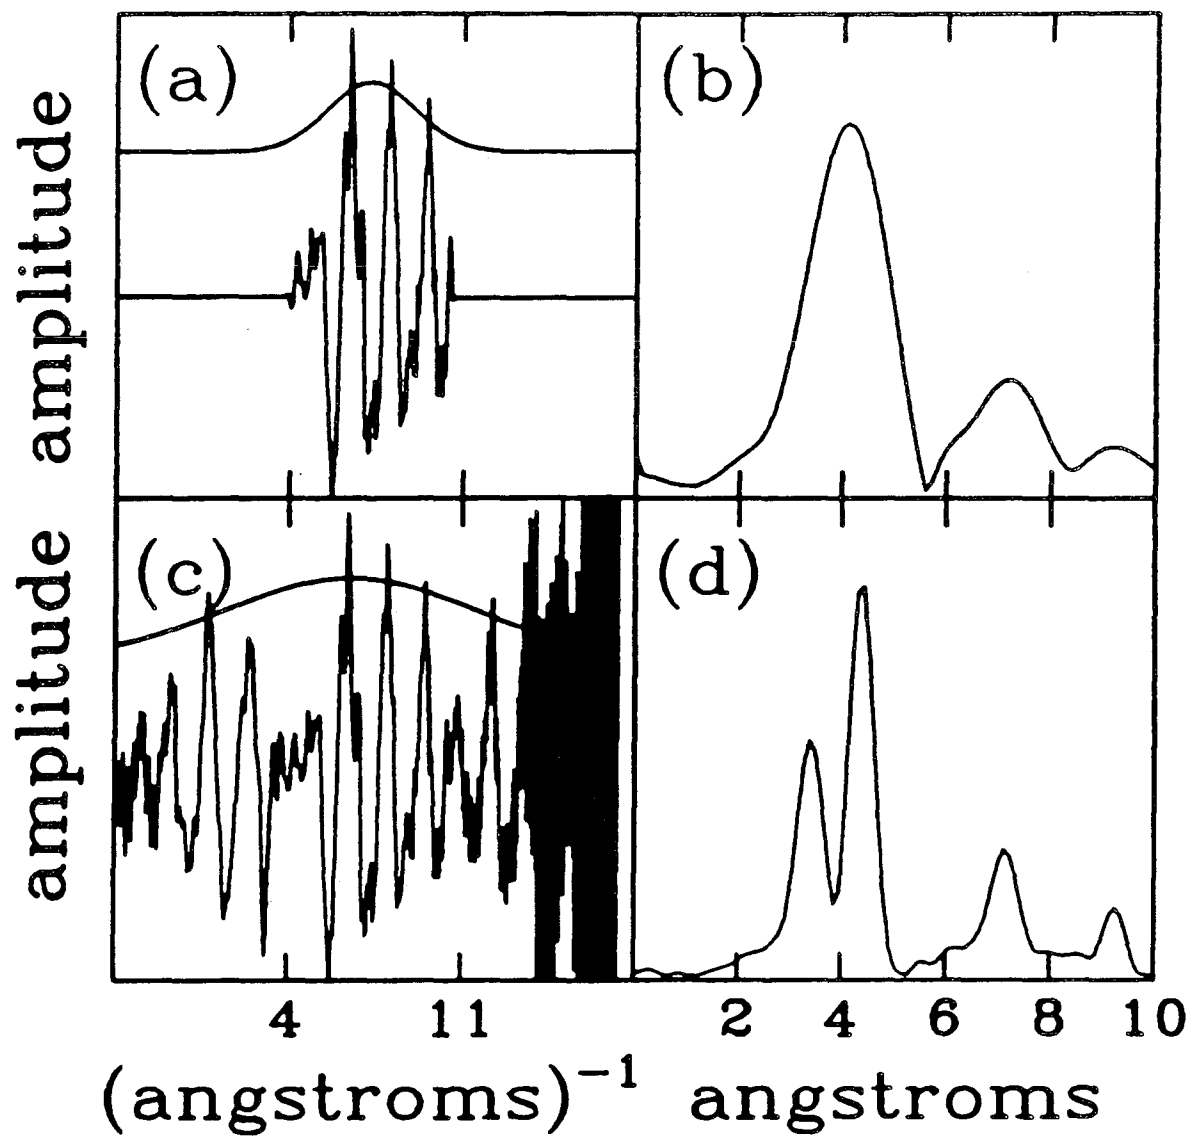 (a)
(b)
amplitude
(c)
(d)
amplitude
4 11 2 4 6 8 10
(angstroms)⁻¹ angstroms